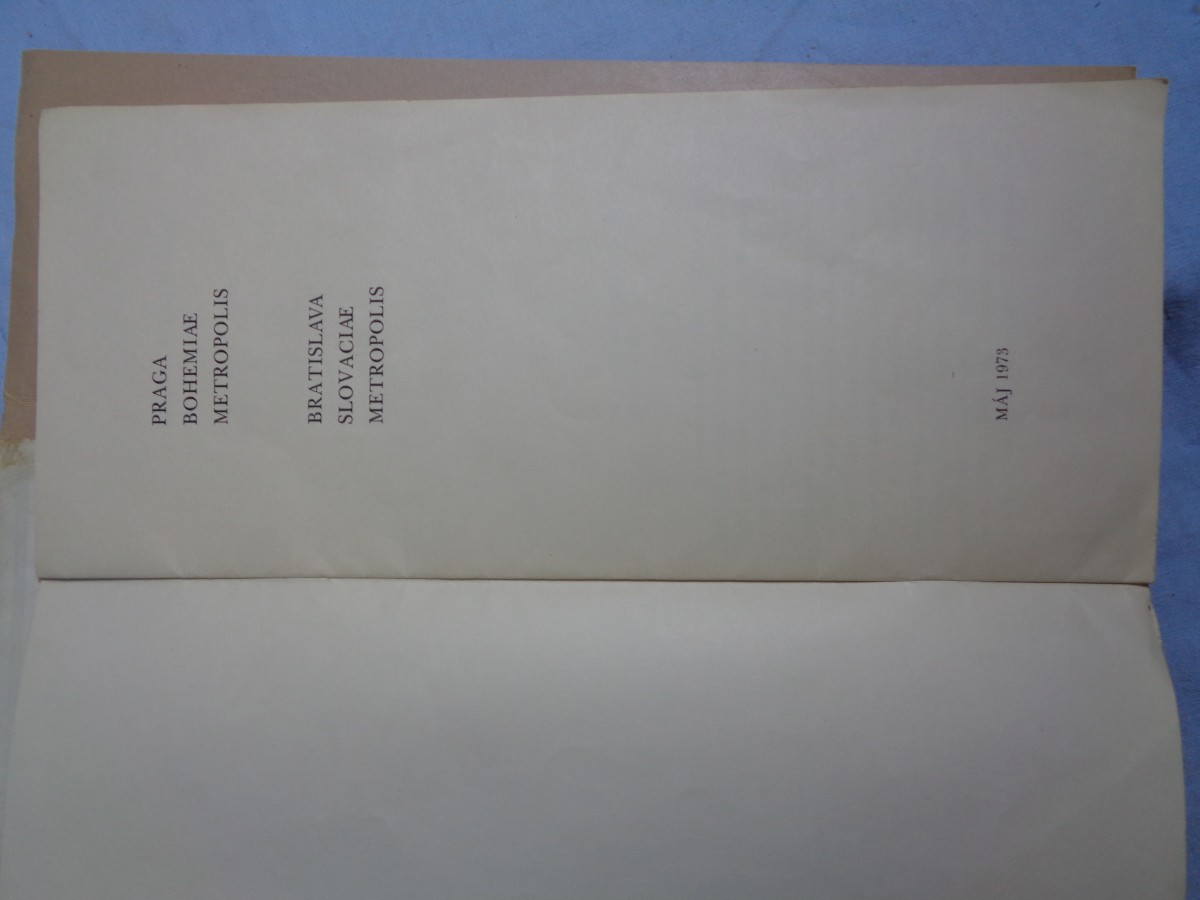 PRAGA
BOHEMIAE
METROPOLIS
BRATISLAVA
SLOVACIAE
METROPOLIS
MÁJ 1973